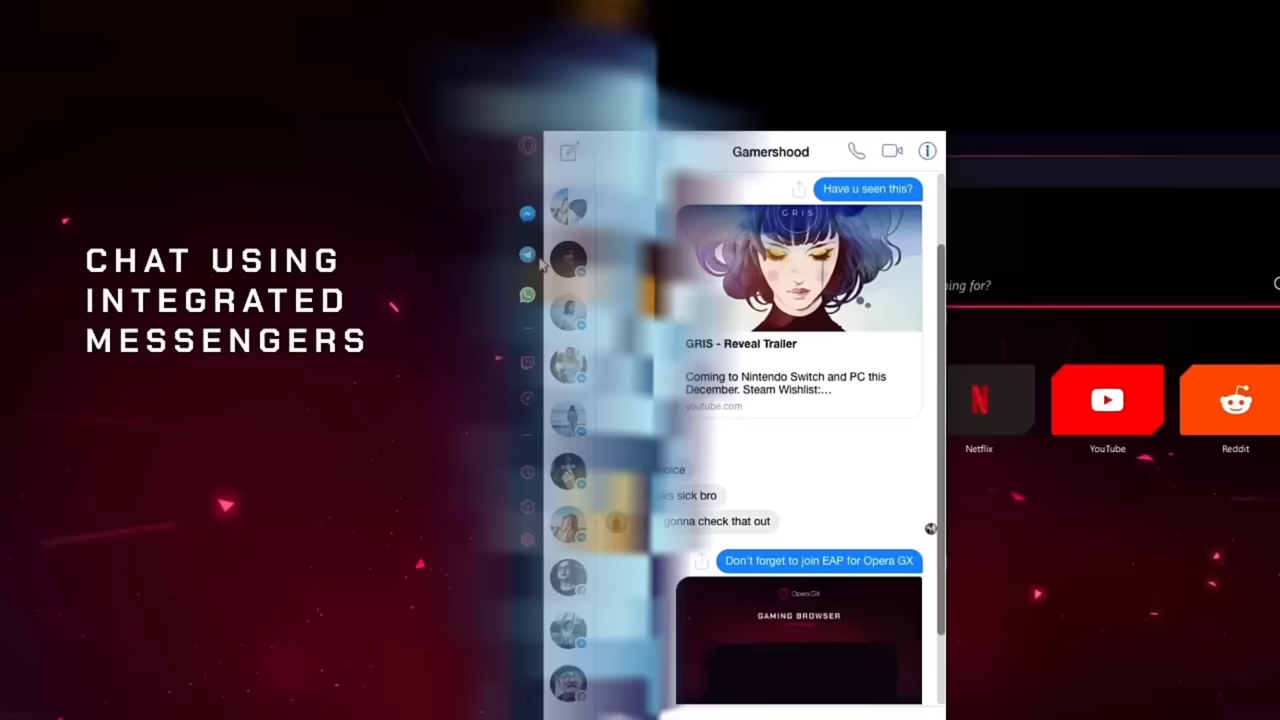 CHAT USING
INTEGRATED
MESSENGERS
Gamershood
Have u seen this?
GRIS
GRIS - Reveal Trailer
Coming to Nintendo Switch and PC this
December. Steam Wishlist:...
youtube.com
sick bro
gonna check that out
Don't forget to join EAP for Opera GX
Opera GX
GAMING BROWSER
for?
Netflix
YouTube
Reddit